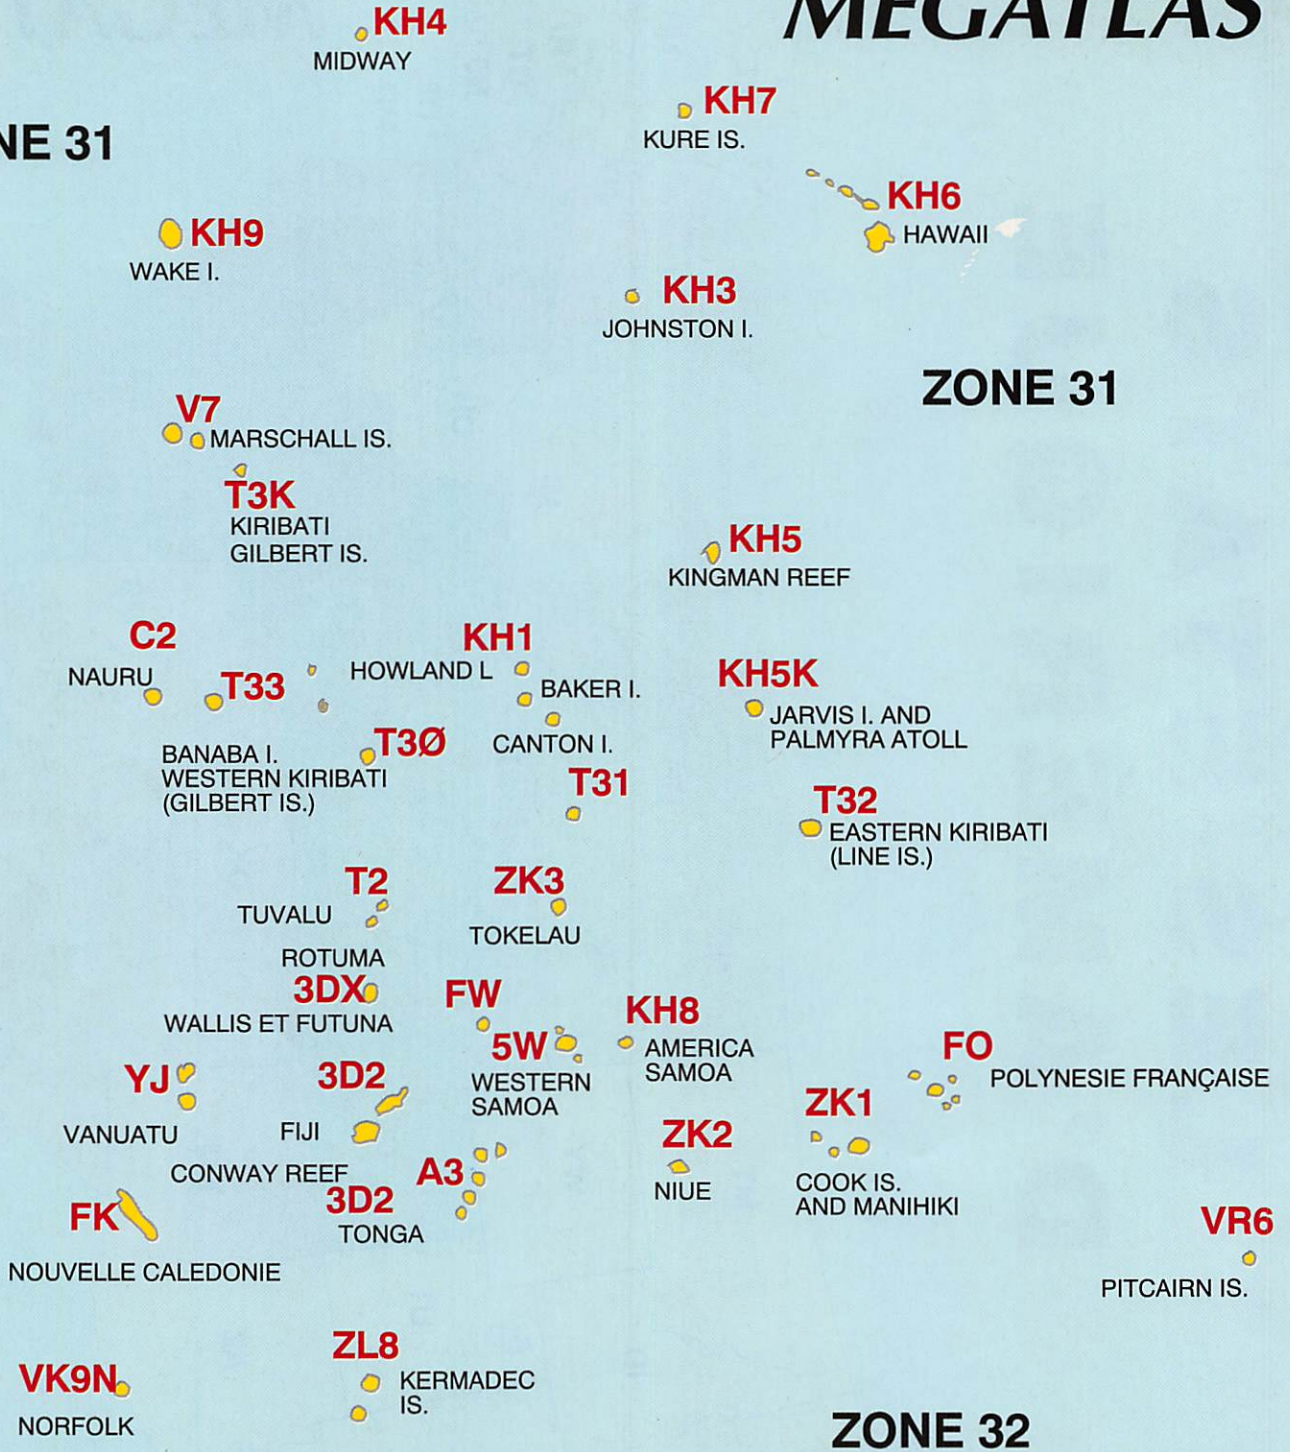 MEGATLAS
KH4
MIDWAY
KH7
KURE IS.
NE 31
KH6
HAWAII
KH9
WAKE I.
KH3
JOHNSTON I.
ZONE 31
V7
MARSCHALL IS.
T3K
KIRIBATI
GILBERT IS.
KH5
KINGMAN REEF
C2
NAURU
T33
BANABA I.
WESTERN KIRIBATI
(GILBERT IS.)
KH1
HOWLAND L
BAKER I.
CANTON I.
KH5K
JARVIS I. AND
PALMYRA ATOLL
T3Ø
T31
T32
EASTERN KIRIBATI
(LINE IS.)
T2
TUVALU
ZK3
TOKELAU
ROTUMA
3DX
WALLIS ET FUTUNA
FW
5W
WESTERN
SAMOA
KH8
AMERICA
SAMOA
FO
POLYNESIE FRANÇAISE
YJ
VANUATU
3D2
FIJI
ZK1
COOK IS.
AND MANIHIKI
ZK2
NIUE
CONWAY REEF
3D2
A3
TONGA
FK
NOUVELLE CALEDONIE
VR6
PITCAIRN IS.
ZL8
KERMADEC
IS.
VK9N
NORFOLK
ZONE 32